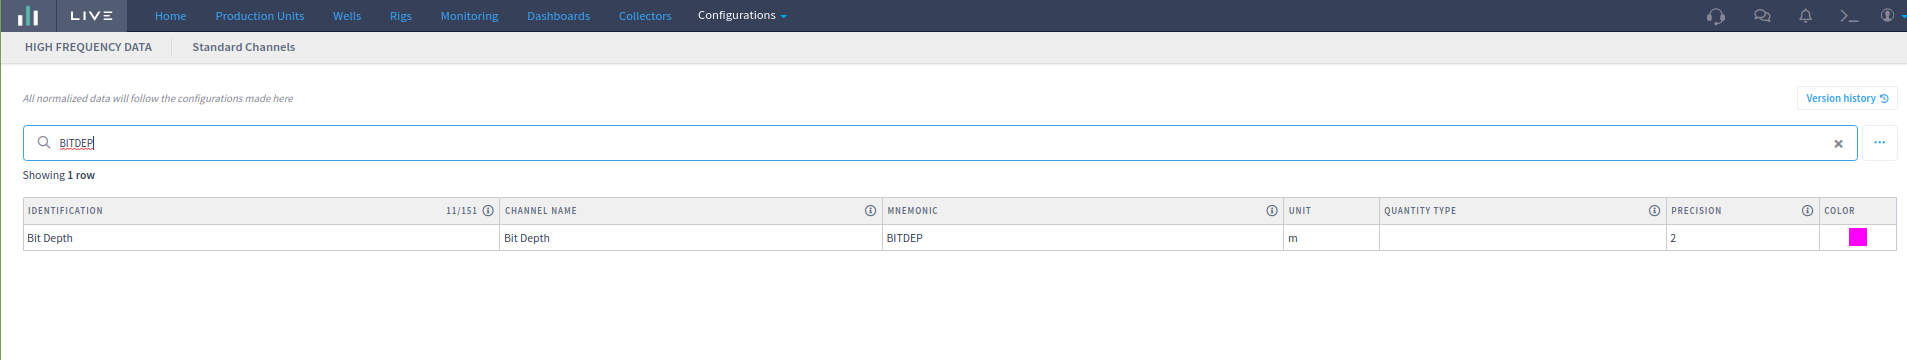 LIVE Home Production Units Wells Rigs Monitoring Dashboards Collectors Configurations
HIGH FREQUENCY DATA Standard Channels
All normalized data will follow the configurations made here
Version history
BITDEP
Showing 1 row
IDENTIFICATION 11/151 CHANNEL NAME MNEMONIC UNIT QUANTITY TYPE PRECISION COLOR
Bit Depth Bit Depth BITDEP m 2